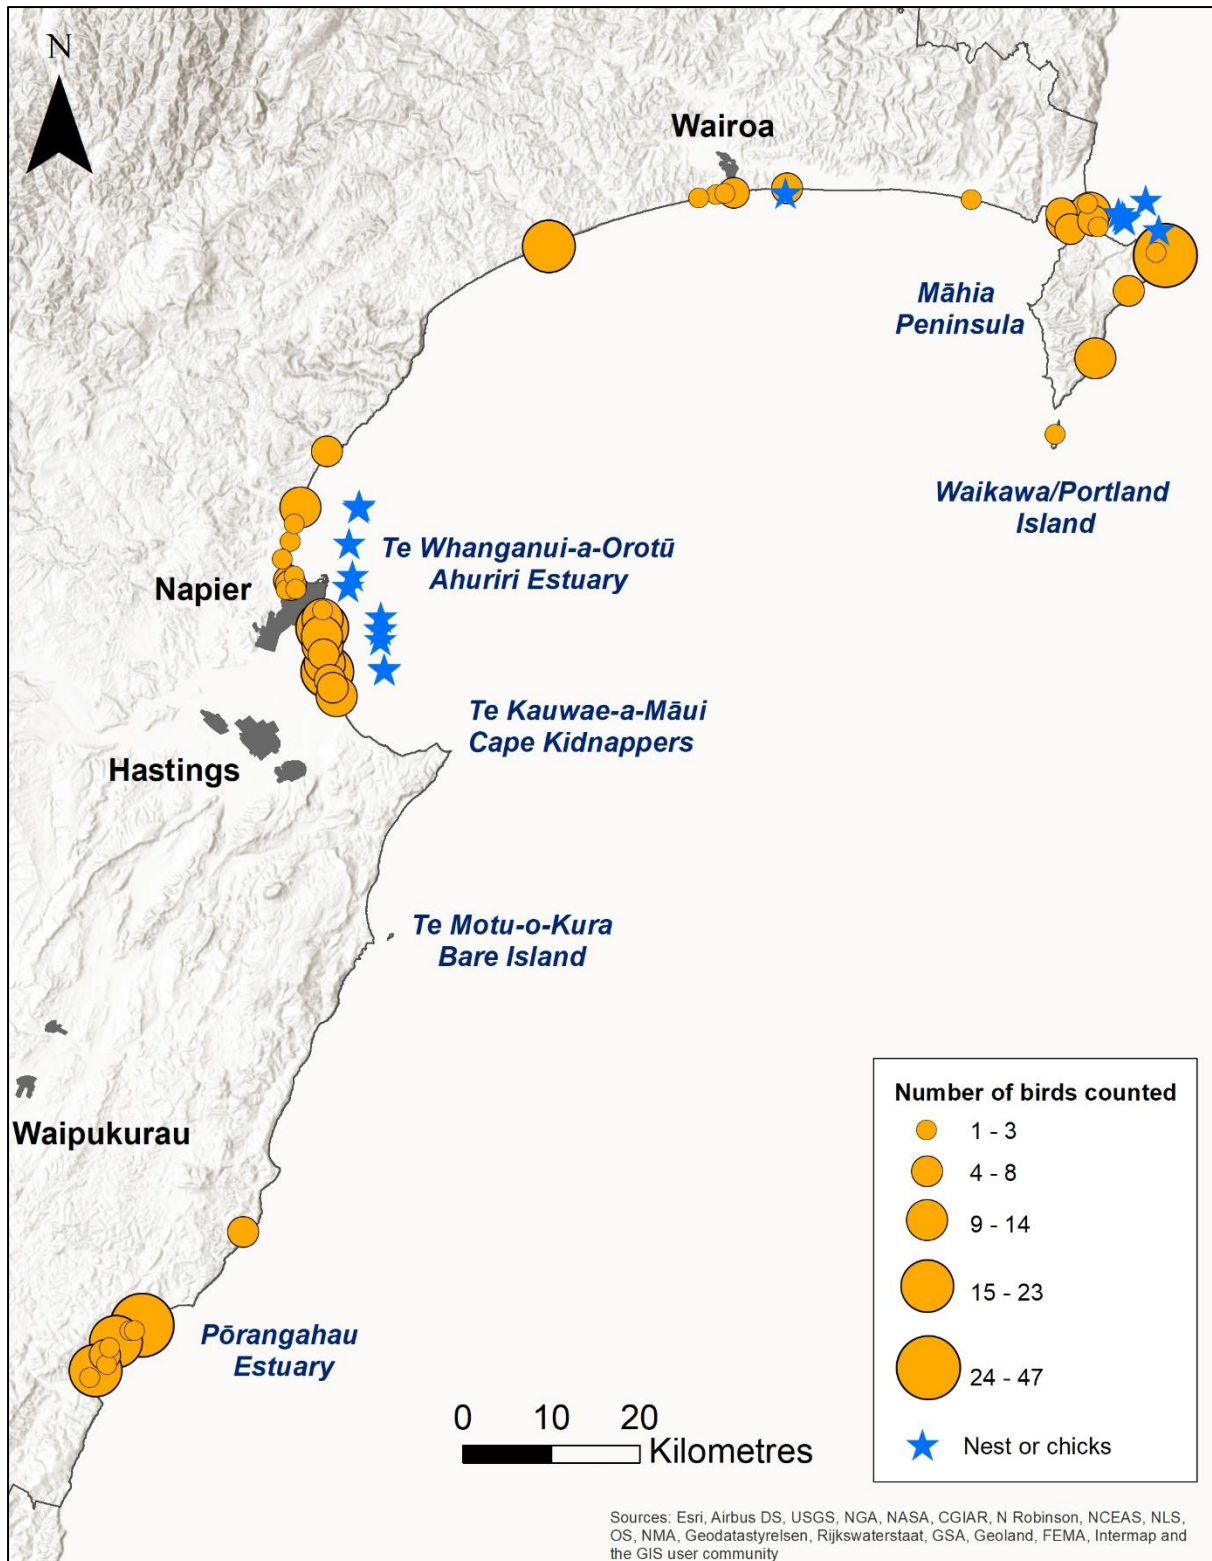 N
Wairoa
Māhia
Peninsula
Waikawa/Portland
Island
Te Whanganui-a-Orotū
Ahuriri Estuary
Napier
Te Kauwae-a-Māui
Cape Kidnappers
Hastings
Te Motu-o-Kura
Bare Island
Waipukurau
Pōrangahau
Estuary
Number of birds counted
1 - 3
4 - 8
9 - 14
15 - 23
24 - 47
Nest or chicks
0 10 20
Kilometres
Sources: Esri, Airbus DS, USGS, NGA, NASA, CGIAR, N Robinson, NCEAS, NLS,
OS, NMA, Geodatastyrelsen, Rijkswaterstaat, GSA, Geoland, FEMA, Intermap and
the GIS user community